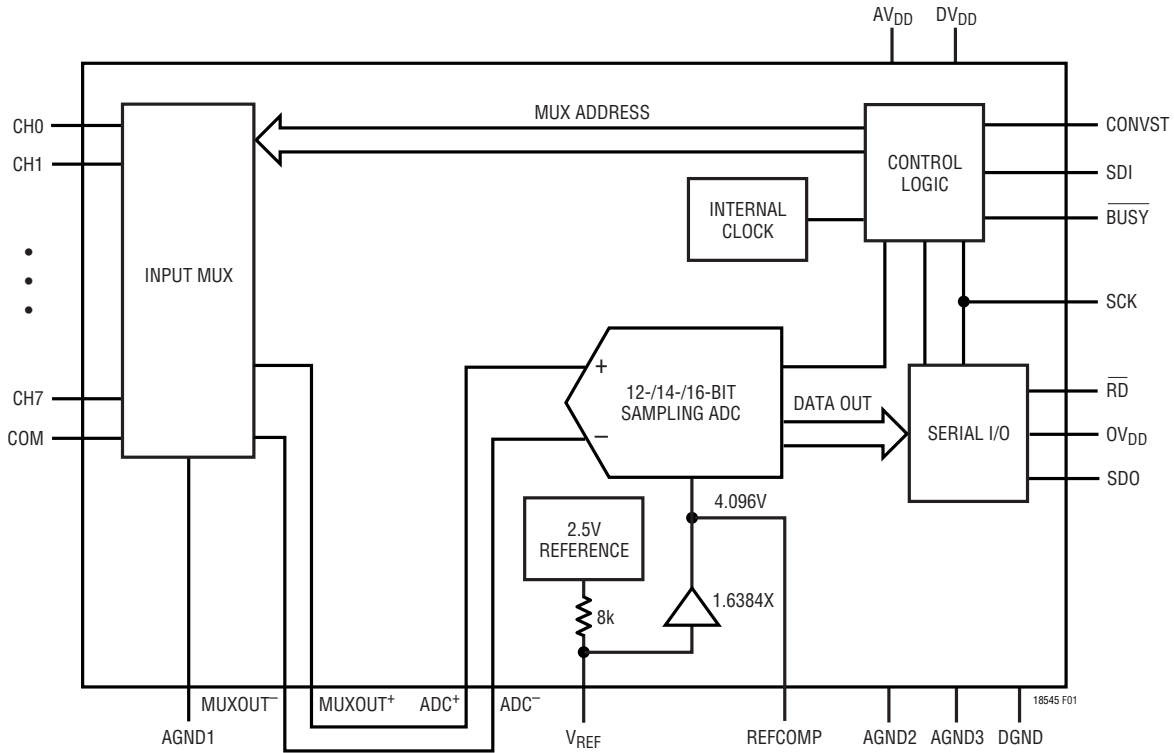 AVDD DVDD
CH0
CH1
CH7
COM
INPUT MUX
MUX ADDRESS
CONTROL
LOGIC
CONVST
SDI
BUSY
SCK
INTERNAL
CLOCK
+
12-/14-/16-BIT
SAMPLING ADC
–
DATA OUT
SERIAL I/O
RD
OVDD
SDO
4.096V
2.5V
REFERENCE
8k
1.6384X
MUXOUT– MUXOUT+ ADC+ ADC–
18545 F01
AGND1 VREF REFCOMP AGND2 AGND3 DGND